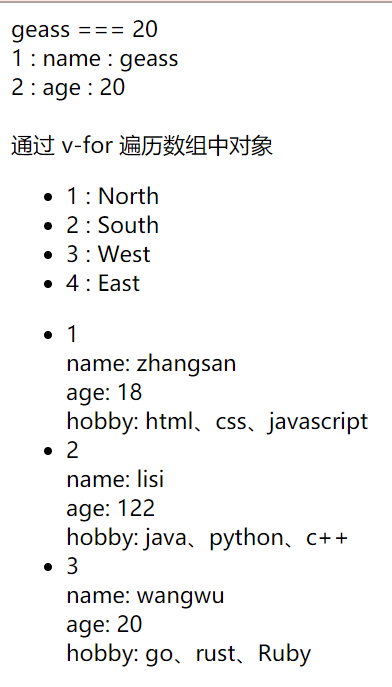 geass === 20
1 : name : geass
2 : age : 20
通过 v-for 遍历数组中对象
• 1 : North
• 2 : South
• 3 : West
• 4 : East
• 1
name: zhangsan
age: 18
hobby: html、css、javascript
• 2
name: lisi
age: 122
hobby: java、python、c++
• 3
name: wangwu
age: 20
hobby: go、rust、Ruby